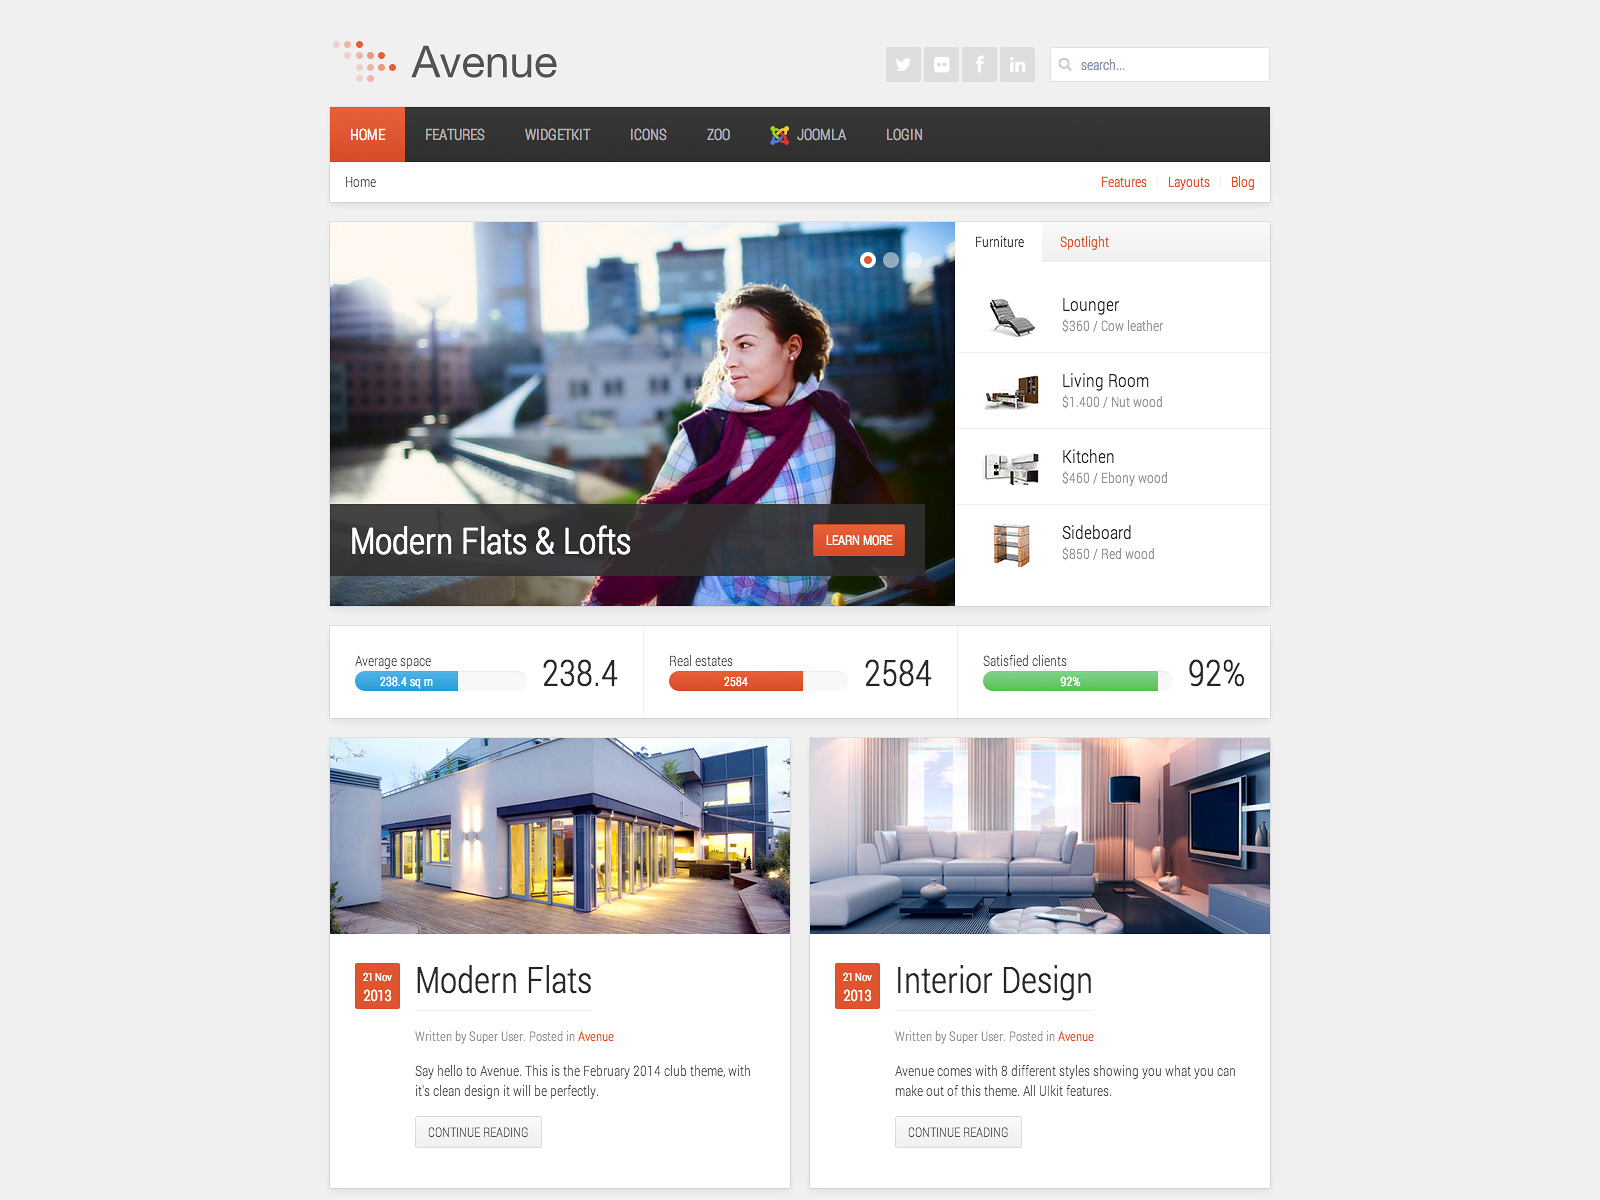 Avenue
search...
HOME
FEATURES
WIDGETKIT
ICONS
ZOO
JOOMLA
LOGIN
Home
Features
Layouts
Blog
Modern Flats & Lofts
LEARN MORE
Furniture
Spotlight
Lounger
$360 / Cow leather
Living Room
$1.400 / Nut wood
Kitchen
$460 / Ebony wood
Sideboard
$850 / Red wood
Average space
238.4 sq m
238.4
Real estates
2584
2584
Satisfied clients
92%
92%
21 Nov
2013
Modern Flats
Written by Super User. Posted in Avenue
Say hello to Avenue. This is the February 2014 club theme, with
it's clean design it will be perfectly.
CONTINUE READING
21 Nov
2013
Interior Design
Written by Super User. Posted in Avenue
Avenue comes with 8 different styles showing you what you can
make out of this theme. All UIkit features.
CONTINUE READING